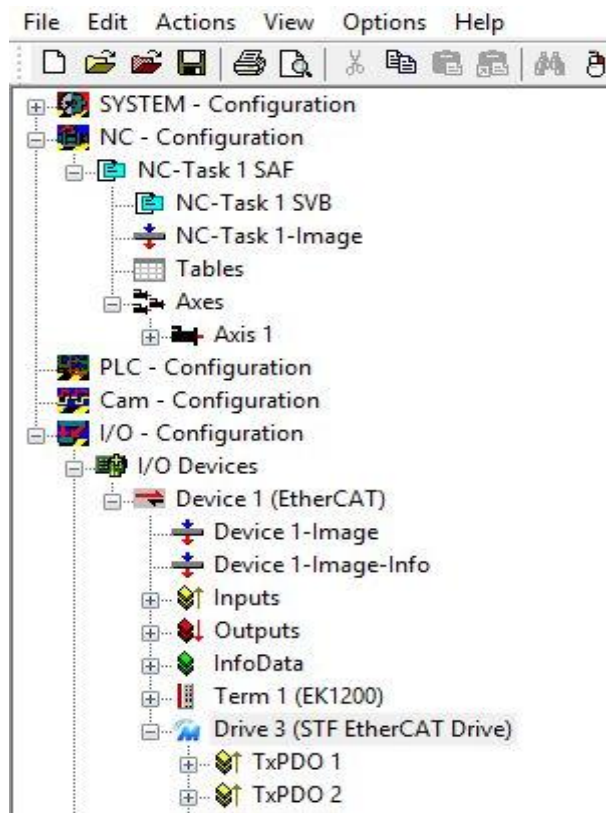 File Edit Actions View Options Help
SYSTEM - Configuration
NC - Configuration
NC-Task 1 SAF
NC-Task 1 SVB
NC-Task 1-Image
Tables
Axes
Axis 1
PLC - Configuration
Cam - Configuration
I/O - Configuration
I/O Devices
Device 1 (EtherCAT)
Device 1-Image
Device 1-Image-Info
Inputs
Outputs
InfoData
Term 1 (EK1200)
Drive 3 (STF EtherCAT Drive)
TxPDO 1
TxPDO 2